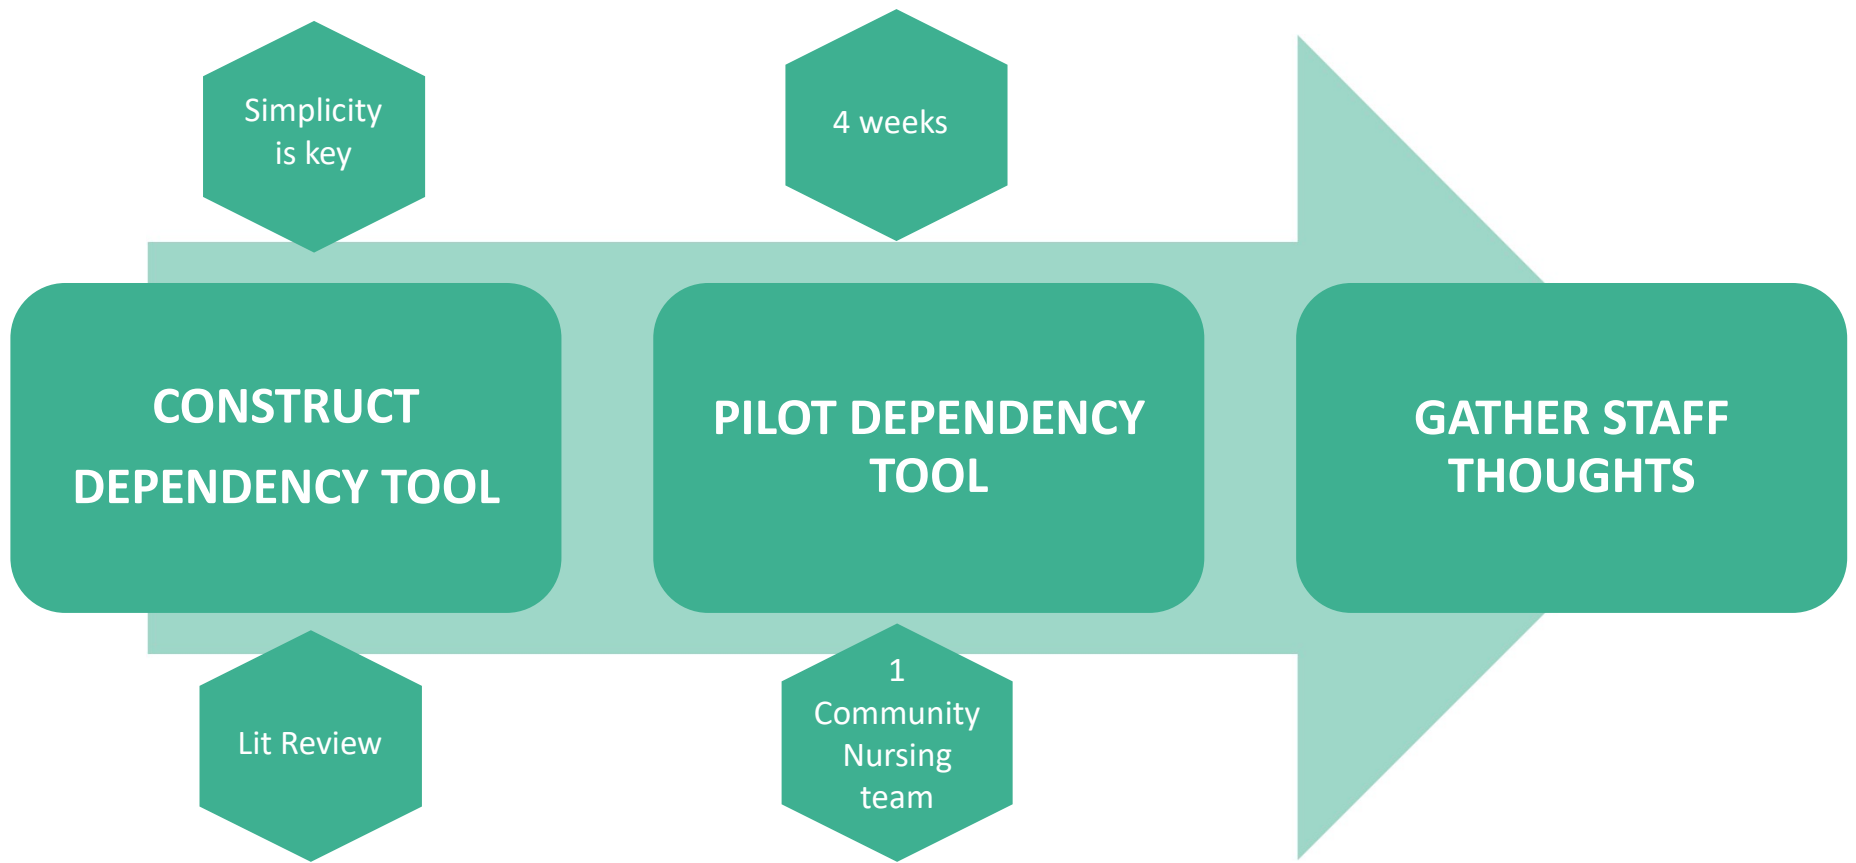 Simplicity
is key
4 weeks
CONSTRUCT
DEPENDENCY TOOL
PILOT DEPENDENCY
TOOL
GATHER STAFF
THOUGHTS
Lit Review
1
Community
Nursing
team